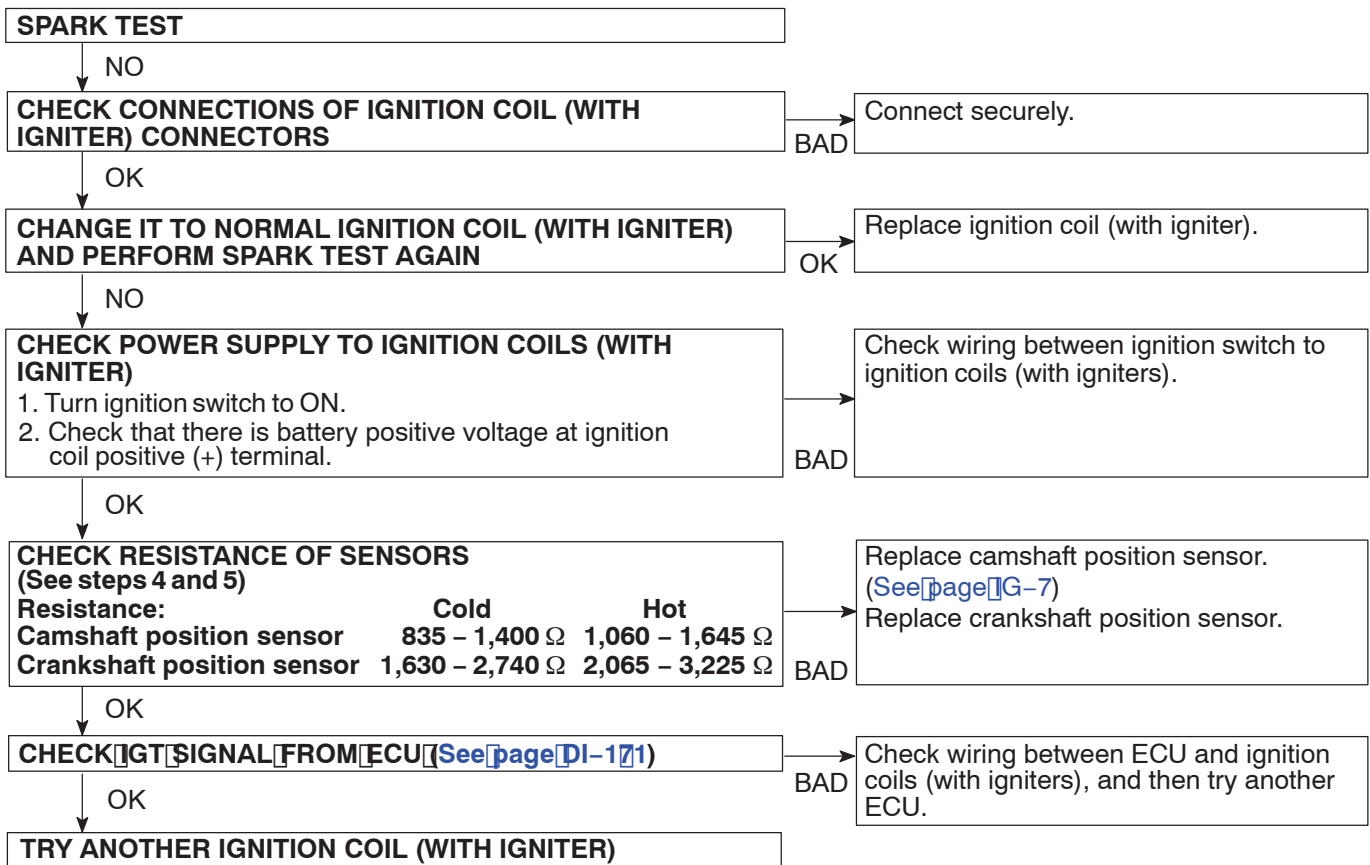 SPARK TEST
NO
CHECK CONNECTIONS OF IGNITION COIL (WITH
IGNITER) CONNECTORS
BAD
Connect securely.
OK
CHANGE IT TO NORMAL IGNITION COIL (WITH IGNITER)
AND PERFORM SPARK TEST AGAIN
OK
Replace ignition coil (with igniter).
NO
CHECK POWER SUPPLY TO IGNITION COILS (WITH
IGNITER)
1. Turn ignition switch to ON.
2. Check that there is battery positive voltage at ignition
coil positive (+) terminal.
BAD
Check wiring between ignition switch to
ignition coils (with igniters).
OK
CHECK RESISTANCE OF SENSORS
(See steps 4 and 5)
Resistance: Cold Hot
Camshaft position sensor 835 – 1,400 Ω 1,060 – 1,645 Ω
Crankshaft position sensor 1,630 – 2,740 Ω 2,065 – 3,225 Ω
BAD
Replace camshaft position sensor.
(See page IG–7)
Replace crankshaft position sensor.
OK
CHECK IGT SIGNAL FROM ECU (See page DI–171)
BAD
Check wiring between ECU and ignition
coils (with igniters), and then try another
ECU.
OK
TRY ANOTHER IGNITION COIL (WITH IGNITER)